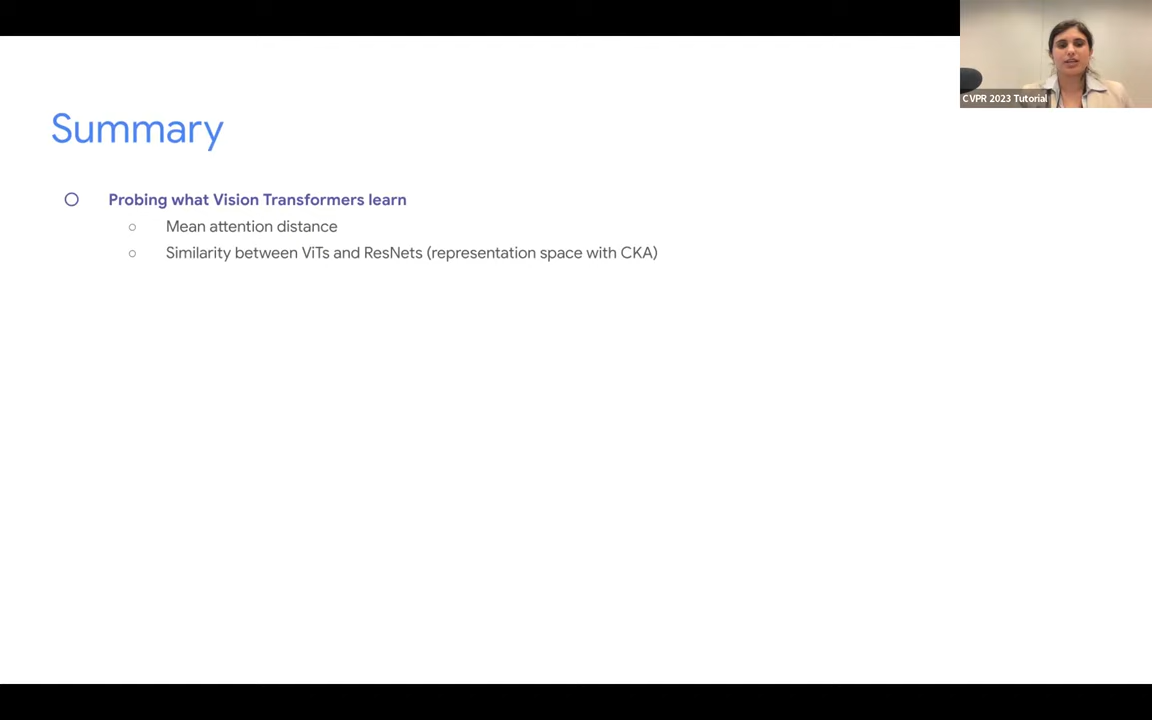 CVPR 2023 Tutorial
Summary
Probing what Vision Transformers learn
Mean attention distance
Similarity between ViTs and ResNets (representation space with CKA)